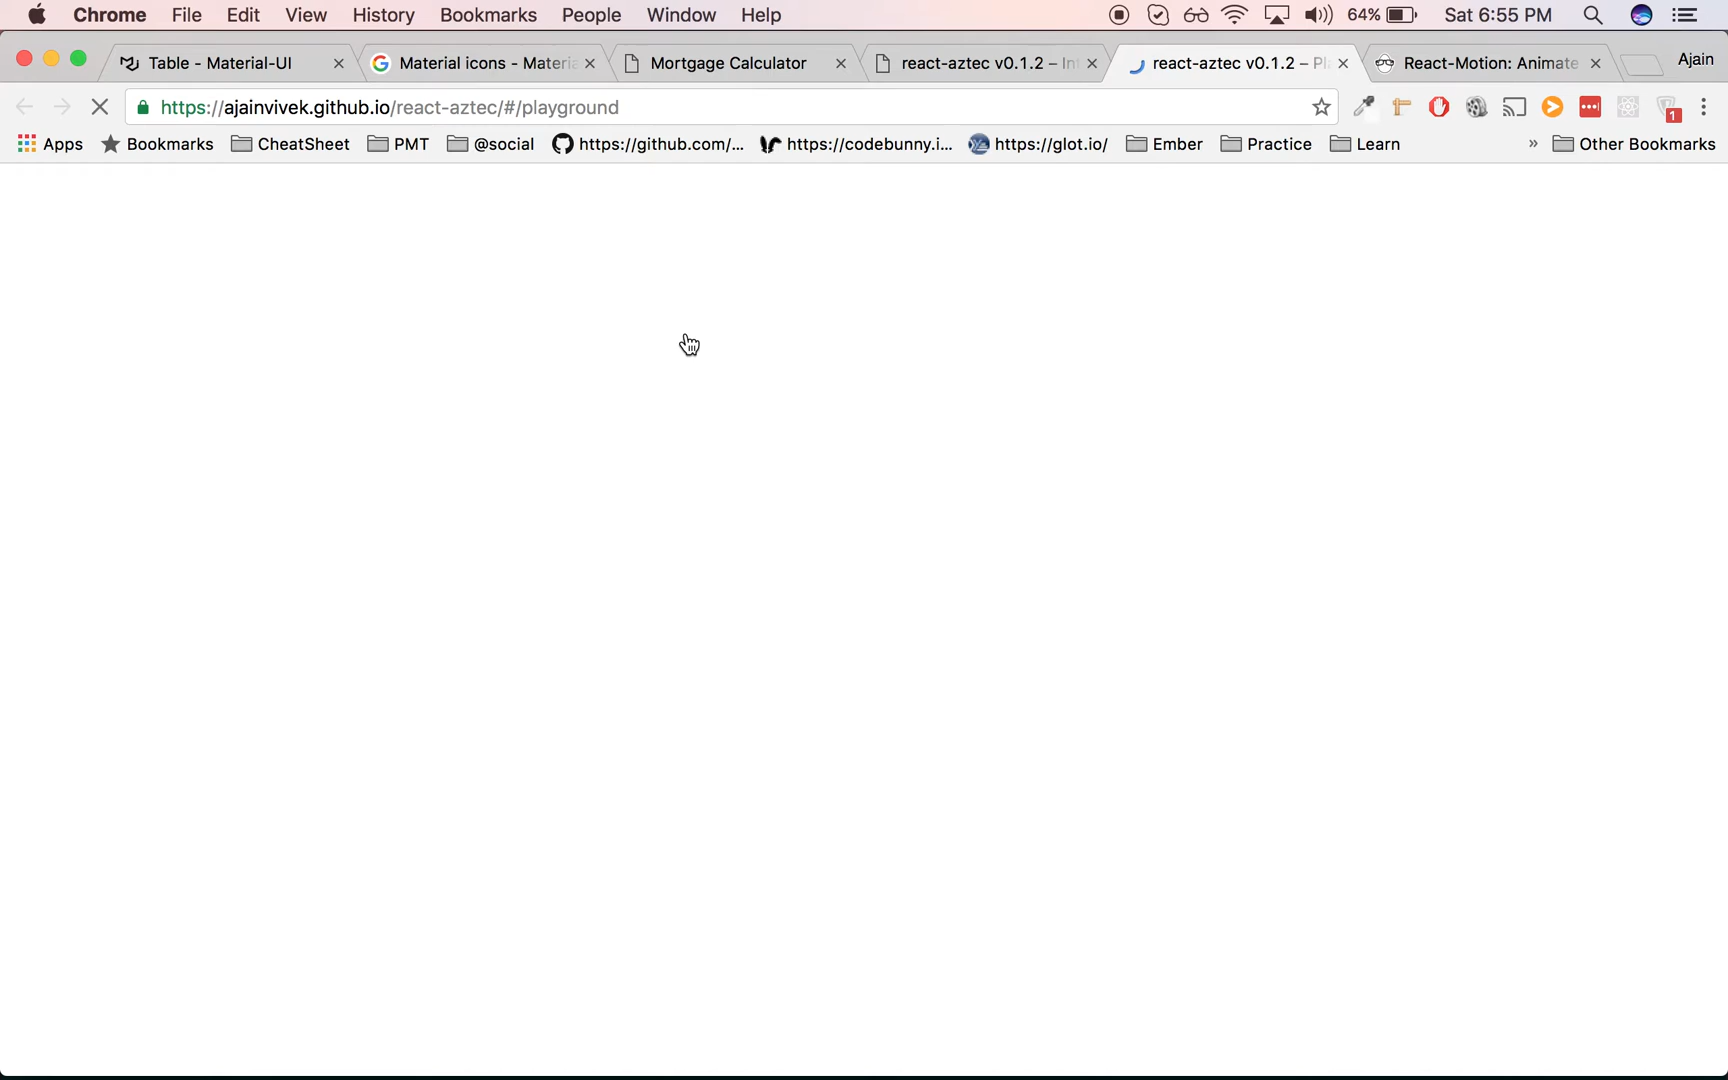 Chrome File Edit View History Bookmarks People Window Help 64% Sat 6:55 PM
Table - Material-UI Material icons - Materia Mortgage Calculator react-aztec v0.1.2 – Int react-aztec v0.1.2 – Pl React-Motion: Animate Ajain
https://ajainvivek.github.io/react-aztec/#/playground 1
Apps Bookmarks CheatSheet PMT @social https://github.com/... https://codebunny.i... https://glot.io/ Ember Practice Learn » Other Bookmarks